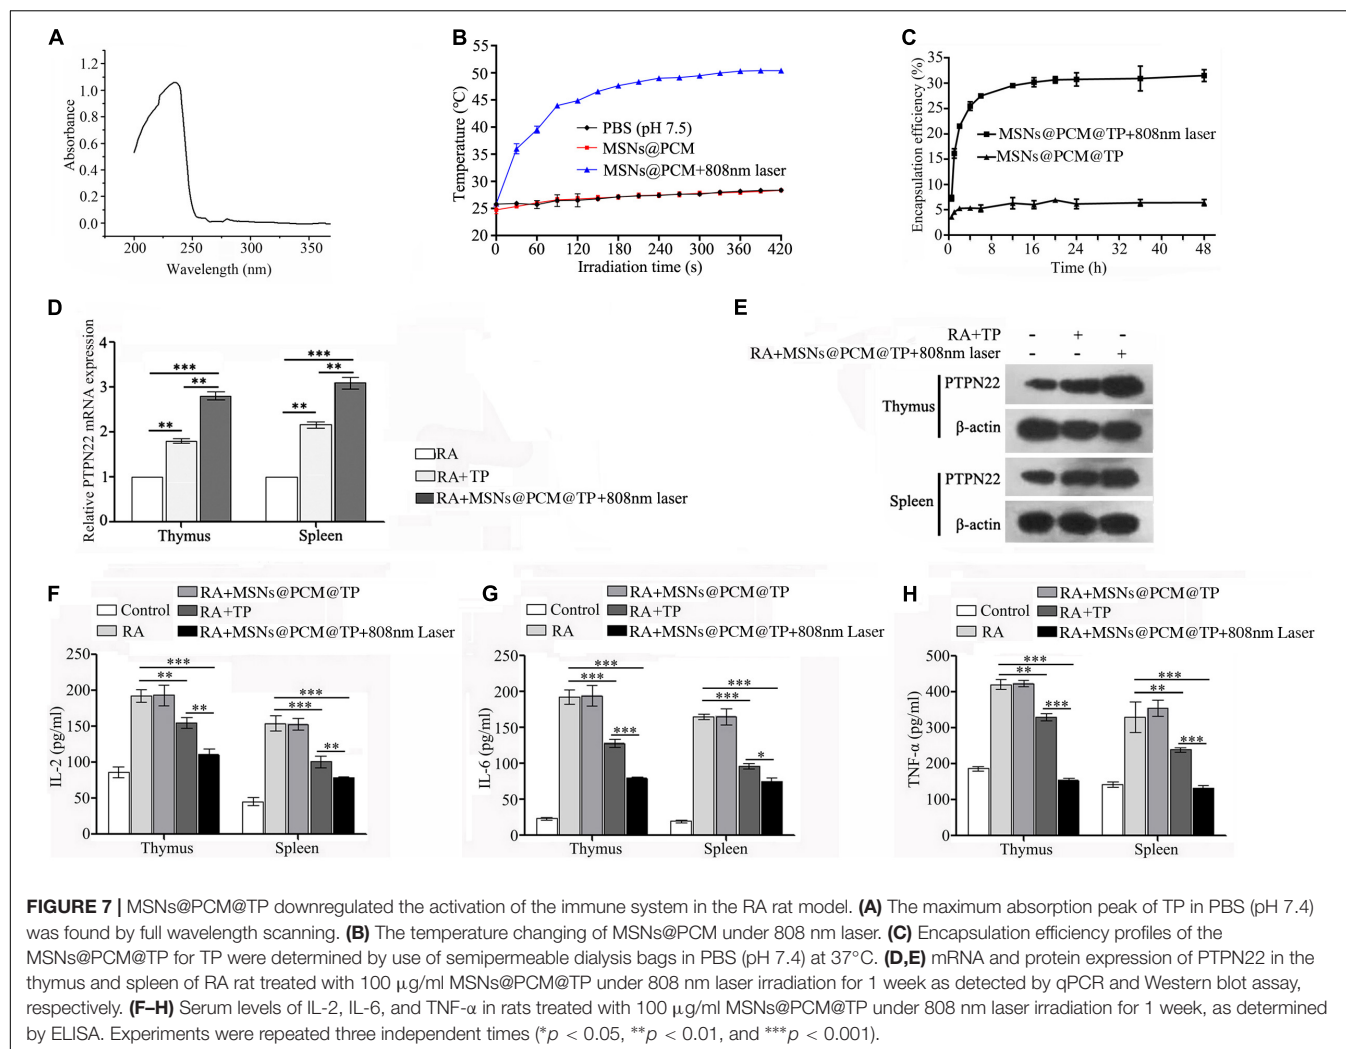 A
1.2
1.0
0.8
0.6
0.4
0.2
0.0
Absorbance
200
250
300
350
Wavelength (nm)
B
55
50
45
40
35
30
25
20
Temperature (℃)
PBS (pH 7.5)
MSNs@PCM
MSNs@PCM+808nm laser
0
60
120
180
240
300
360
420
Irradiation time (s)
C
35
30
25
20
15
10
5
0
Encapsulation efficiency (%)
MSNs@PCM@TP+808nm laser
MSNs@PCM@TP
0
8
16
24
32
40
48
Time (h)
D
4
3
2
1
0
Relative PTPN22 mRNA expression
***
**
**
***
**
**
Thymus
Spleen
RA
RA+TP
RA+MSNs@PCM@TP+808nm laser
E
RA+TP - + -
RA+MSNs@PCM@TP+808nm laser - - +
Thymus
PTPN22
β-actin
Spleen
PTPN22
β-actin
F
Control
RA
RA+MSNs@PCM@TP
RA+TP
RA+MSNs@PCM@TP+808nm Laser
250
200
150
100
50
0
IL-2 (pg/ml)
***
**
**
***
***
**
Thymus
Spleen
G
Control
RA
RA+MSNs@PCM@TP
RA+TP
RA+MSNs@PCM@TP+808nm Laser
250
200
150
100
50
0
IL-6 (pg/ml)
***
***
***
***
***
*
Thymus
Spleen
H
Control
RA
RA+MSNs@PCM@TP
RA+TP
RA+MSNs@PCM@TP+808nm Laser
500
400
300
200
100
0
TNF-α (pg/ml)
***
**
***
***
**
***
Thymus
Spleen
FIGURE 7 | MSNs@PCM@TP downregulated the activation of the immune system in the RA rat model. (A) The maximum absorption peak of TP in PBS (pH 7.4)
was found by full wavelength scanning. (B) The temperature changing of MSNs@PCM under 808 nm laser. (C) Encapsulation efficiency profiles of the
MSNs@PCM@TP for TP were determined by use of semipermeable dialysis bags in PBS (pH 7.4) at 37°C. (D,E) mRNA and protein expression of PTPN22 in the
thymus and spleen of RA rat treated with 100 μg/ml MSNs@PCM@TP under 808 nm laser irradiation for 1 week as detected by qPCR and Western blot assay,
respectively. (F–H) Serum levels of IL-2, IL-6, and TNF-α in rats treated with 100 μg/ml MSNs@PCM@TP under 808 nm laser irradiation for 1 week, as determined
by ELISA. Experiments were repeated three independent times (*p < 0.05, **p < 0.01, and ***p < 0.001).